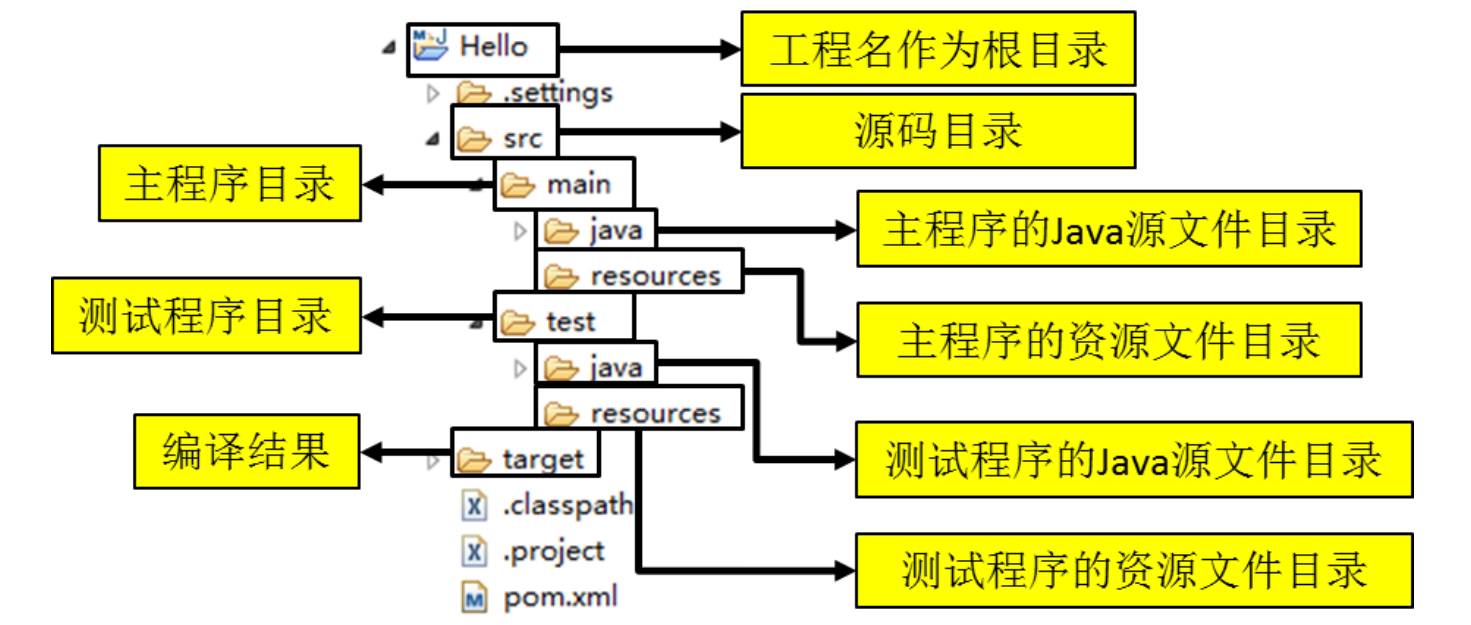 Hello
工程名作为根目录
.settings
src
源码目录
主程序目录
main
java
主程序的Java源文件目录
resources
主程序的资源文件目录
测试程序目录
test
java
测试程序的Java源文件目录
resources
测试程序的资源文件目录
编译结果
target
.classpath
.project
pom.xml